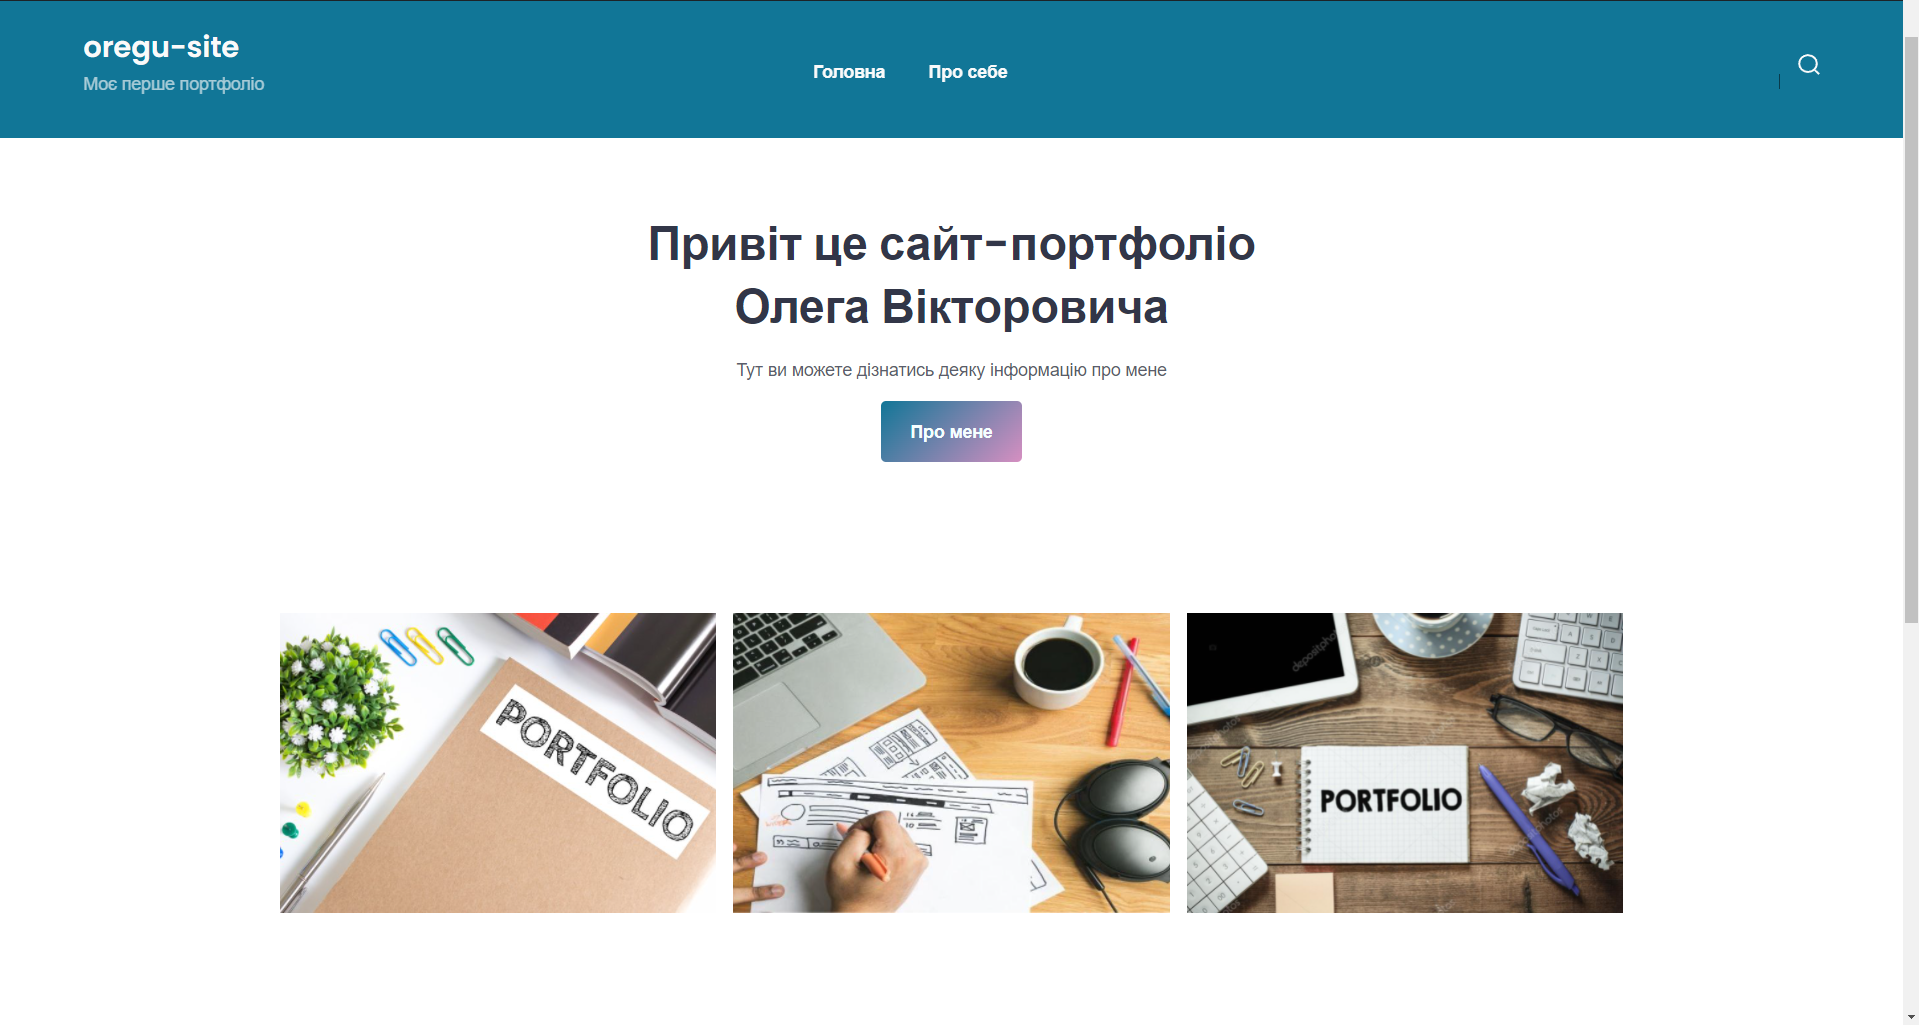 oregu-site
Моє перше портфоліо
Головна
Про себе
Привіт це сайт-портфоліо
Олега Вікторовича
Тут ви можете дізнатись деяку інформацію про мене
Про мене
PORTFOLIO
PORTFOLIO